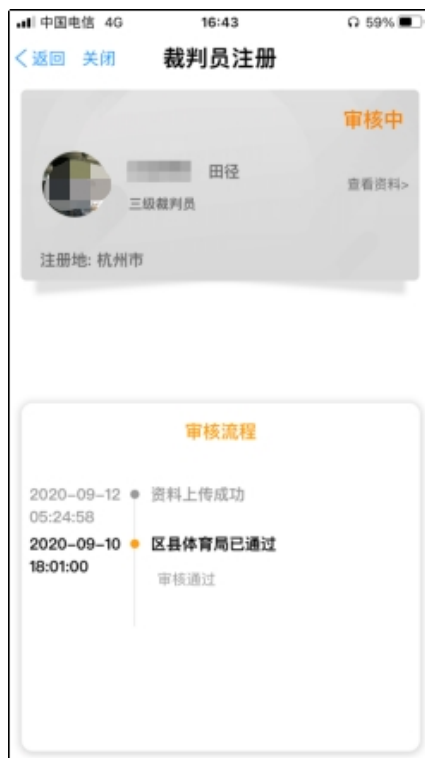 中国电信 4G 16:43 59%
返回 关闭 裁判员注册
审核中
田径
查看资料>
三级裁判员
注册地: 杭州市
审核流程
2020-09-12 资料上传成功
05:24:58
2020-09-10 区县体育局已通过
18:01:00
审核通过